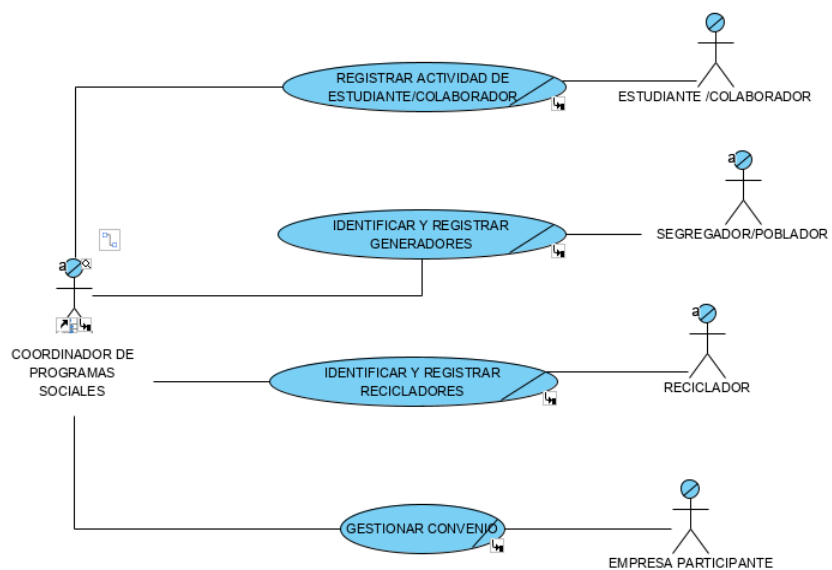 REGISTRAR ACTIVIDAD DE
ESTUDIANTE/COLABORADOR
ESTUDIANTE /COLABORADOR
a
IDENTIFICAR Y REGISTRAR
GENERADORES
SEGREGADOR/POBLADOR
a
COORDINADOR DE
PROGRAMAS
SOCIALES
IDENTIFICAR Y REGISTRAR
RECICLADORES
a
RECICLADOR
GESTIONAR CONVENIO
EMPRESA PARTICIPANTE